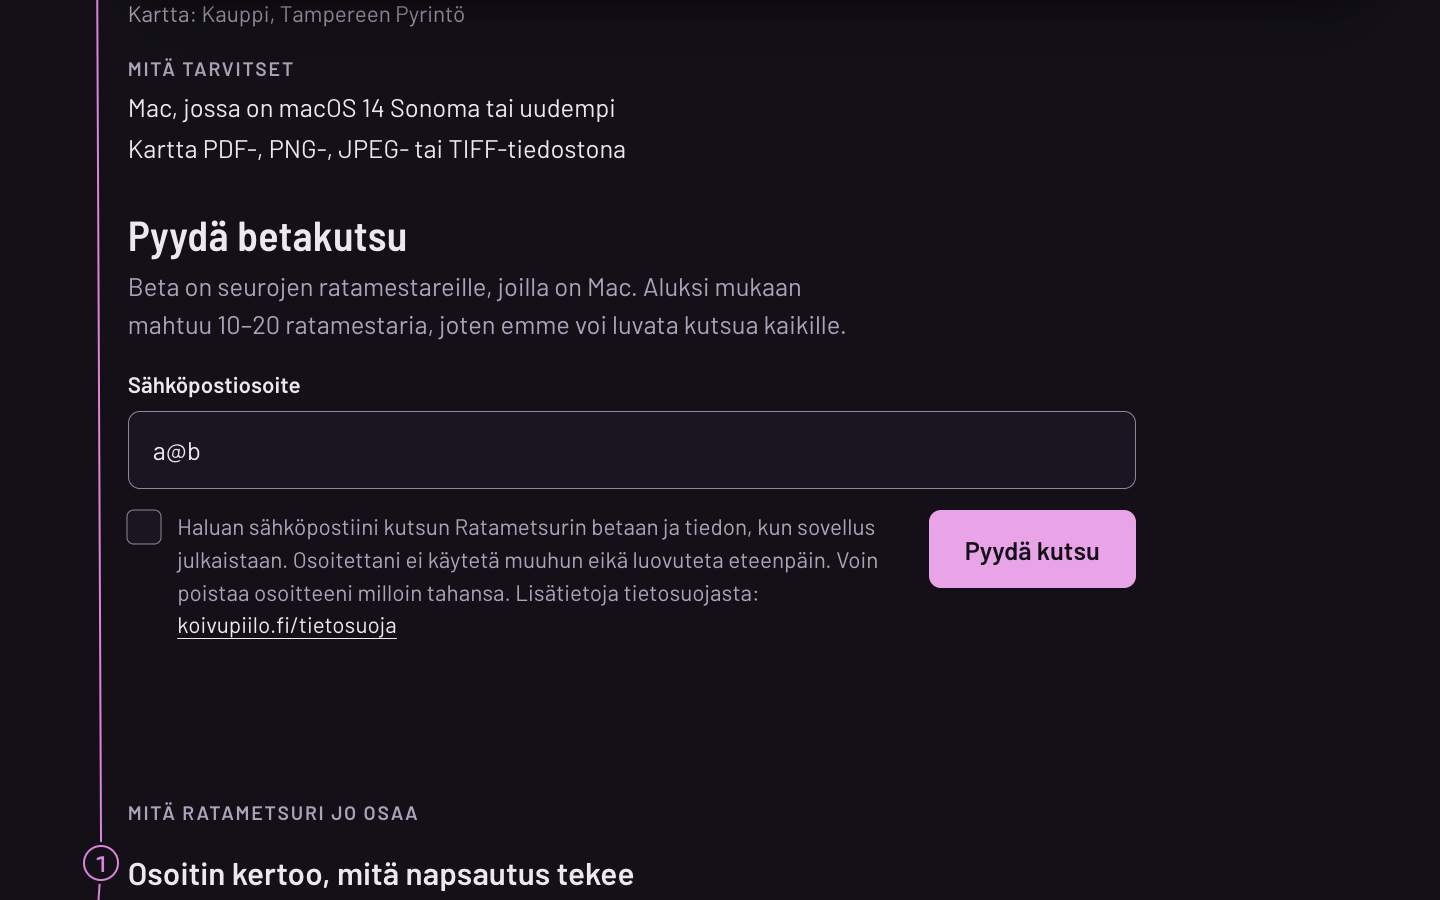 Kartta: Kauppi, Tampereen Pyrintö
MITÄ TARVITSET
Mac, jossa on macOS 14 Sonoma tai uudempi
Kartta PDF-, PNG-, JPEG- tai TIFF-tiedostona
Pyydä betakutsu
Beta on seurojen ratamestareille, joilla on Mac. Aluksi mukaan
mahtuu 10–20 ratamestaria, joten emme voi luvata kutsua kaikille.
Sähköpostiosoite
a@b
Haluan sähköpostiini kutsun Ratametsurin betaan ja tiedon, kun sovellus
julkaistaan. Osoitettani ei käytetä muuhun eikä luovuteta eteenpäin. Voin
poistaa osoitteeni milloin tahansa. Lisätietoja tietosuojasta:
koivupiilo.fi/tietosuoja
Pyydä kutsu
MITÄ RATAMETSURI JO OSAA
1 Osoitin kertoo, mitä napsautus tekee